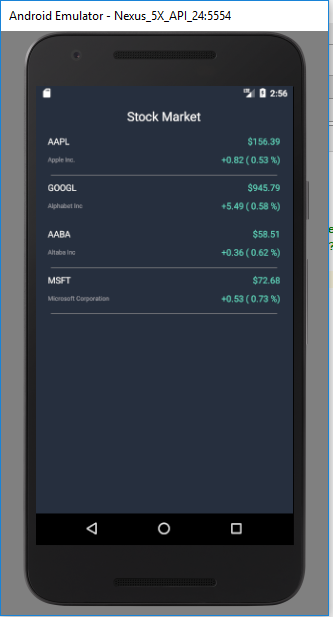 Android Emulator - Nexus_5X_API_24:5554
2:56
Stock Market
AAPL $156.39
Apple Inc. +0.82 ( 0.53 %)
GOOGL $945.79
Alphabet Inc +5.49 ( 0.58 %)
AABA $58.51
Altaba Inc +0.36 ( 0.62 %)
MSFT $72.68
Microsoft Corporation +0.53 ( 0.73 %)